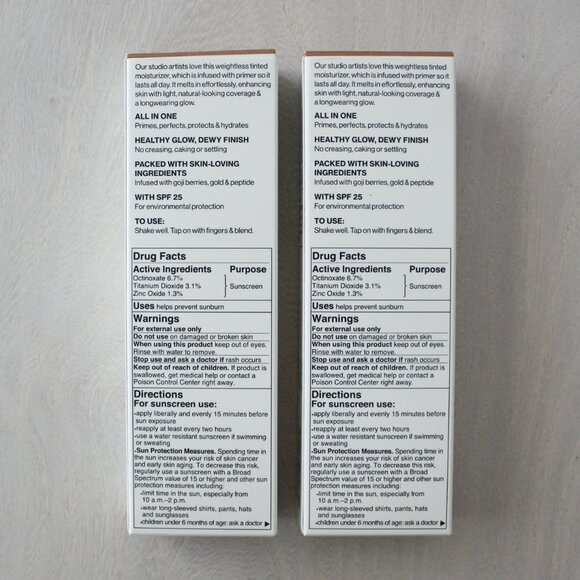 Our studio artists love this weightless tinted
moisturizer, which is infused with primer so it
lasts all day. It melts in effortlessly, enhancing
skin with light, natural-looking coverage &
a longwearing glow.
ALL IN ONE
Primes, perfects, protects & hydrates
HEALTHY GLOW, DEWY FINISH
No creasing, caking or settling
PACKED WITH SKIN-LOVING
INGREDIENTS
Infused with goji berries, gold & peptide
WITH SPF 25
For environmental protection
TO USE:
Shake well. Tap on with fingers & blend.
Drug Facts
Active Ingredients Purpose
Octinoxate 6.7%
Titanium Dioxide 3.1% Sunscreen
Zinc Oxide 1.3%
Uses helps prevent sunburn
Warnings
For external use only
Do not use on damaged or broken skin
When using this product keep out of eyes.
Rinse with water to remove.
Stop use and ask a doctor if rash occurs
Keep out of reach of children. If product is
swallowed, get medical help or contact a
Poison Control Center right away.
Directions
For sunscreen use:
•apply liberally and evenly 15 minutes before
sun exposure
•reapply at least every two hours
•use a water resistant sunscreen if swimming
or sweating
•Sun Protection Measures. Spending time in
the sun increases your risk of skin cancer
and early skin aging. To decrease this risk,
regularly use a sunscreen with a Broad
Spectrum value of 15 or higher and other sun
protection measures including:
•limit time in the sun, especially from
10 a.m.–2 p.m.
•wear long-sleeved shirts, pants, hats
and sunglasses
•children under 6 months of age: ask a doctor ▶
Our studio artists love this weightless tinted
moisturizer, which is infused with primer so it
lasts all day. It melts in effortlessly, enhancing
skin with light, natural-looking coverage &
a longwearing glow.
ALL IN ONE
Primes, perfects, protects & hydrates
HEALTHY GLOW, DEWY FINISH
No creasing, caking or settling
PACKED WITH SKIN-LOVING
INGREDIENTS
Infused with goji berries, gold & peptide
WITH SPF 25
For environmental protection
TO USE:
Shake well. Tap on with fingers & blend.
Drug Facts
Active Ingredients Purpose
Octinoxate 6.7%
Titanium Dioxide 3.1% Sunscreen
Zinc Oxide 1.3%
Uses helps prevent sunburn
Warnings
For external use only
Do not use on damaged or broken skin
When using this product keep out of eyes.
Rinse with water to remove.
Stop use and ask a doctor if rash occurs
Keep out of reach of children. If product is
swallowed, get medical help or contact a
Poison Control Center right away.
Directions
For sunscreen use:
•apply liberally and evenly 15 minutes before
sun exposure
•reapply at least every two hours
•use a water resistant sunscreen if swimming
or sweating
•Sun Protection Measures. Spending time in
the sun increases your risk of skin cancer
and early skin aging. To decrease this risk,
regularly use a sunscreen with a Broad
Spectrum value of 15 or higher and other sun
protection measures including:
•limit time in the sun, especially from
10 a.m.–2 p.m.
•wear long-sleeved shirts, pants, hats
and sunglasses
•children under 6 months of age: ask a doctor ▶